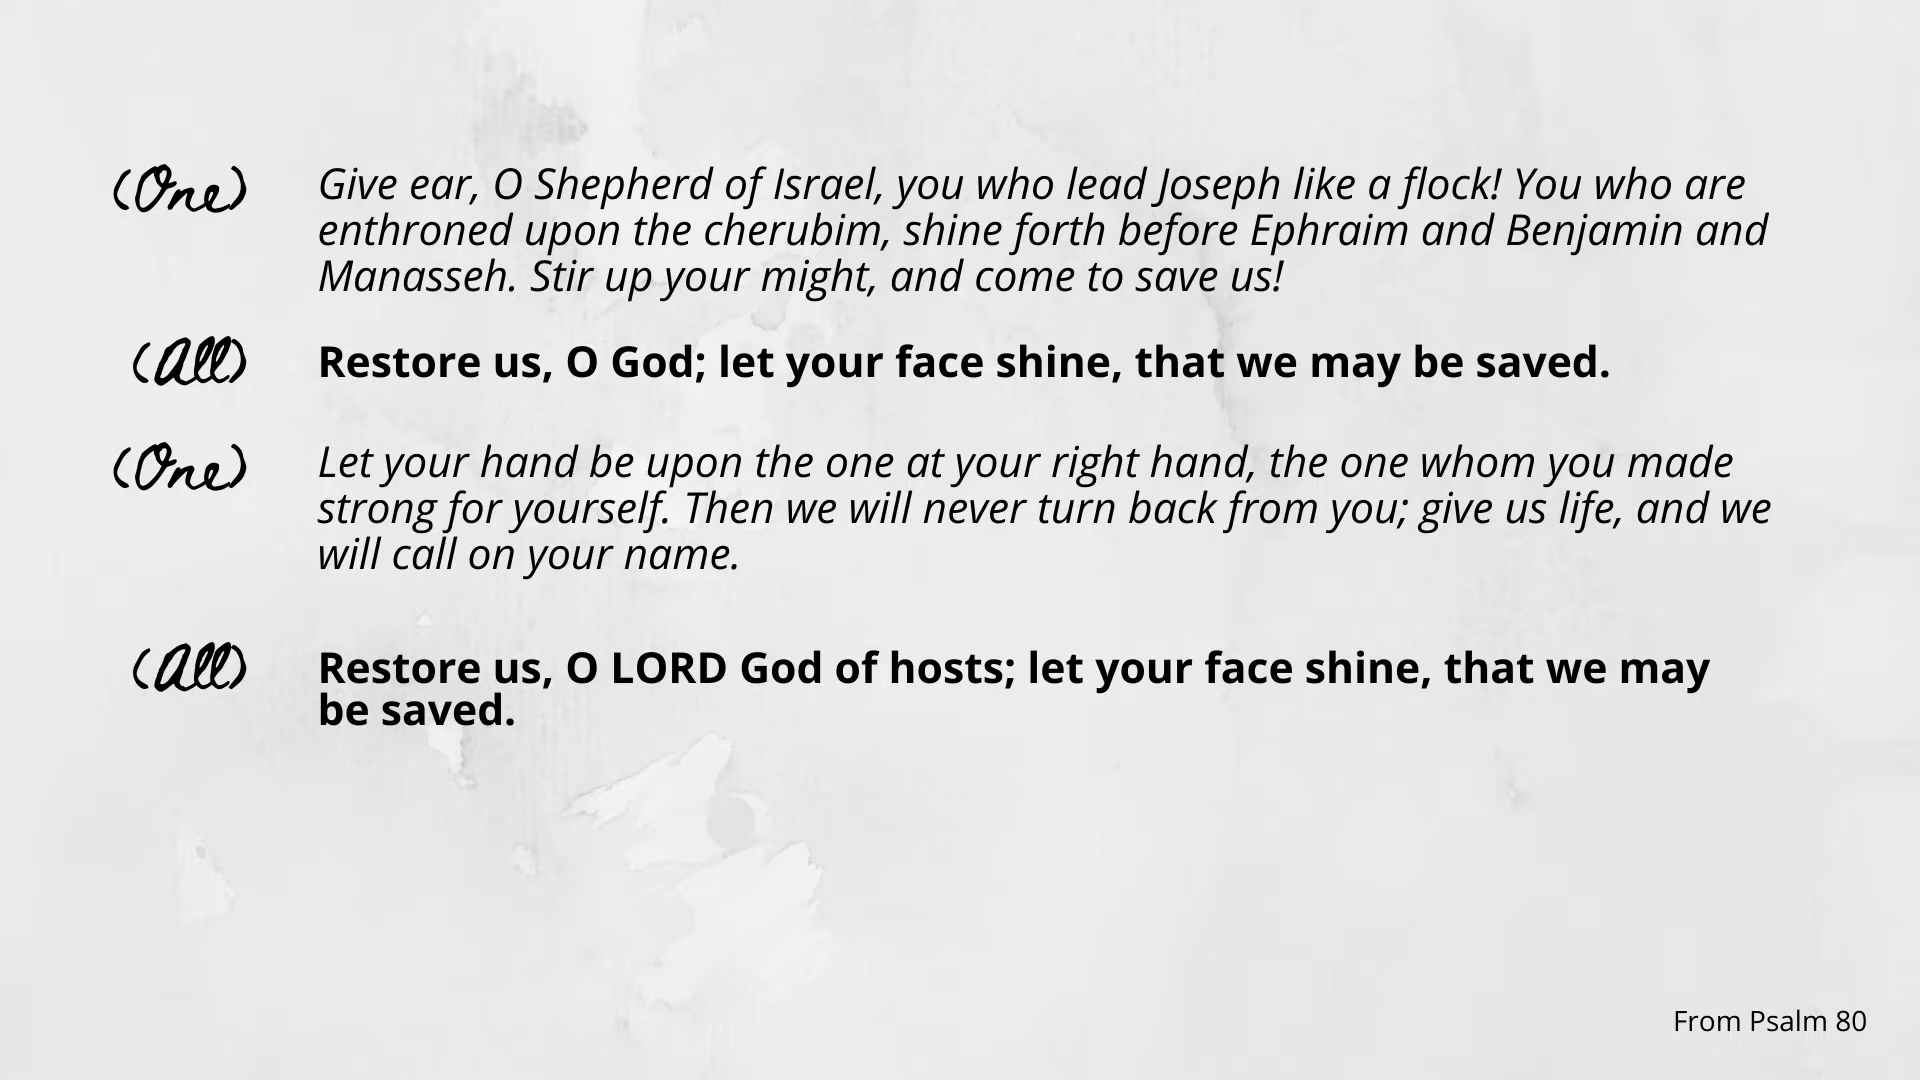 (One) Give ear, O Shepherd of Israel, you who lead Joseph like a flock! You who are
enthroned upon the cherubim, shine forth before Ephraim and Benjamin and
Manasseh. Stir up your might, and come to save us!
(All) Restore us, O God; let your face shine, that we may be saved.
(One) Let your hand be upon the one at your right hand, the one whom you made
strong for yourself. Then we will never turn back from you; give us life, and we
will call on your name.
(All) Restore us, O LORD God of hosts; let your face shine, that we may
be saved.
From Psalm 80